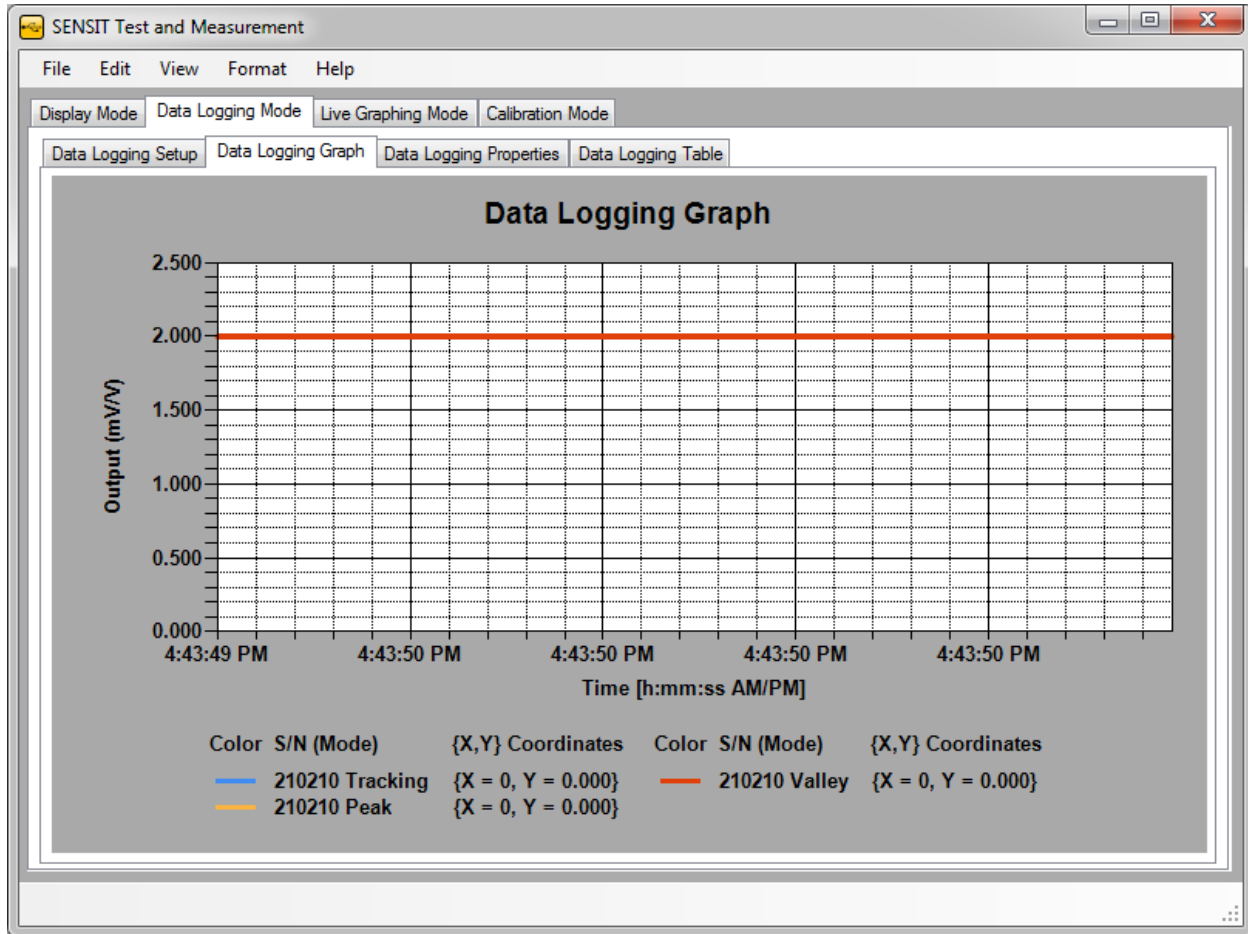 SENSIT Test and Measurement
File Edit View Format Help
Display Mode Data Logging Mode Live Graphing Mode Calibration Mode
Data Logging Setup Data Logging Graph Data Logging Properties Data Logging Table
Data Logging Graph
2.500
2.000
1.500
1.000
0.500
0.000
Output (mV/V)
4:43:49 PM 4:43:50 PM 4:43:50 PM 4:43:50 PM 4:43:50 PM
Time [h:mm:ss AM/PM]
Color S/N (Mode) {X,Y} Coordinates Color S/N (Mode) {X,Y} Coordinates
210210 Tracking {X = 0, Y = 0.000} 210210 Valley {X = 0, Y = 0.000}
210210 Peak {X = 0, Y = 0.000}